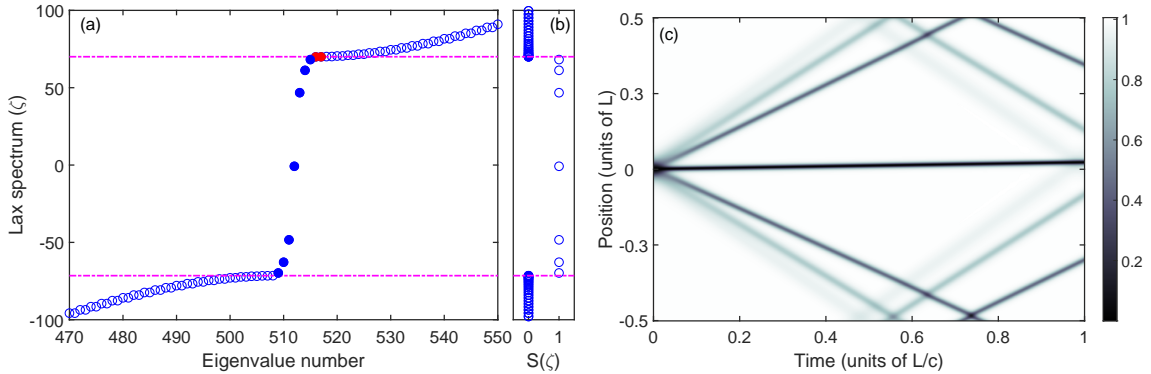 (a)
100
50
0
-50
-100
Lax spectrum (ζ)
470 480 490 500 510 520 530 540 550
Eigenvalue number
(b)
0 1
S(ζ)
(c)
0.5
0.3
0
-0.3
-0.5
Position (units of L)
0 0.2 0.4 0.6 0.8 1
Time (units of L/c)
1
0.8
0.6
0.4
0.2